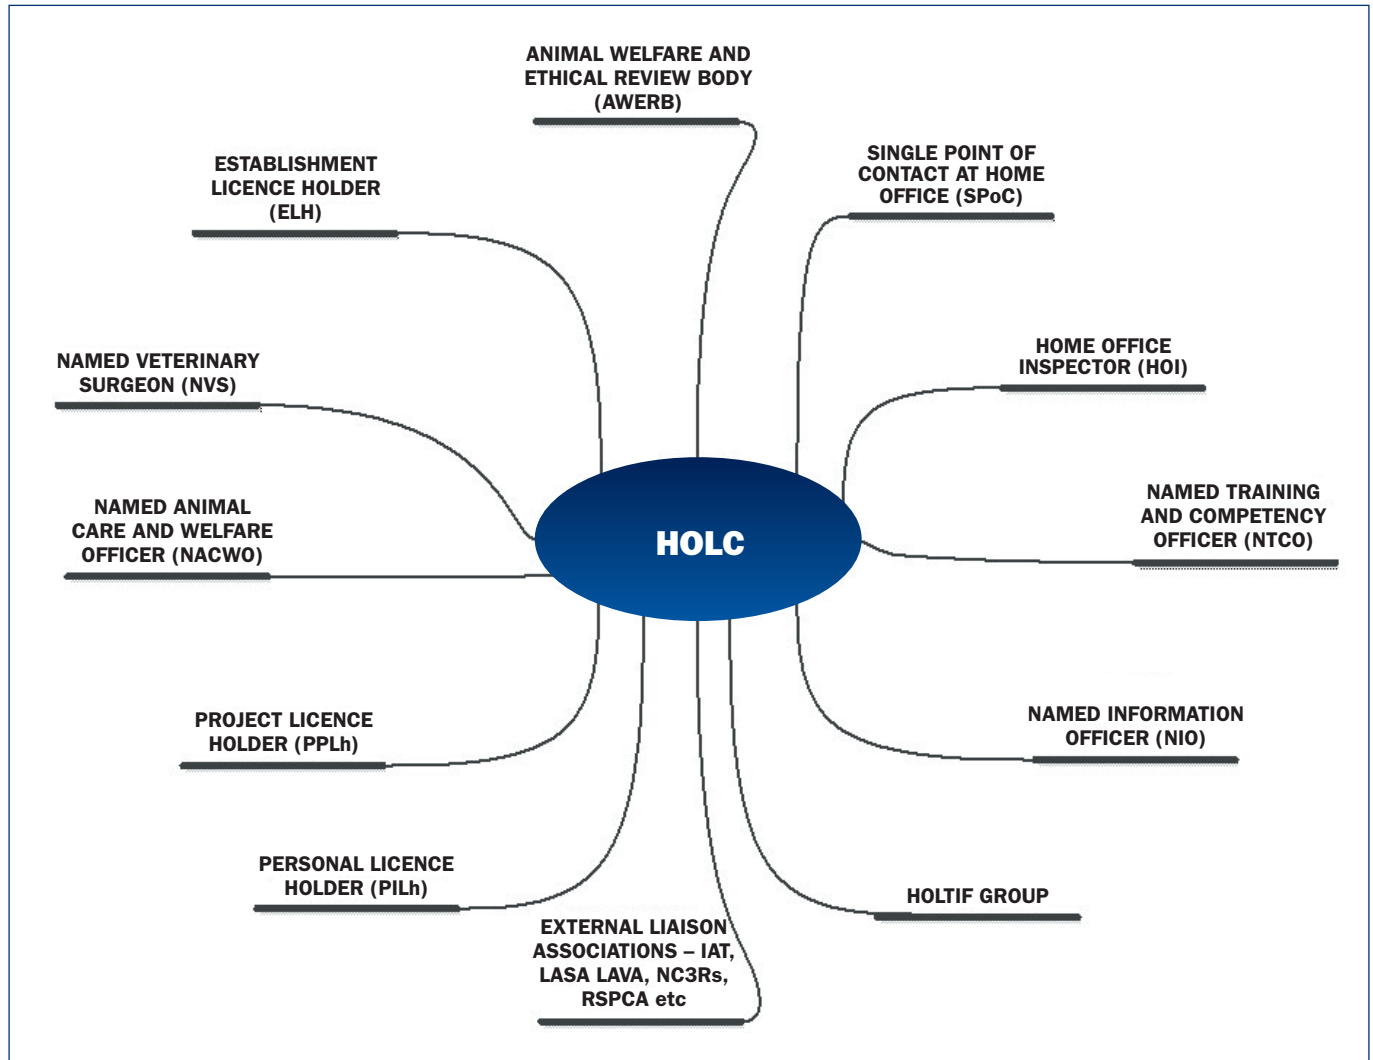 ANIMAL WELFARE AND
ETHICAL REVIEW BODY
(AWERB)
SINGLE POINT OF
CONTACT AT HOME
OFFICE (SPoC)
ESTABLISHMENT
LICENCE HOLDER
(ELH)
HOME OFFICE
INSPECTOR (HOI)
NAMED VETERINARY
SURGEON (NVS)
NAMED TRAINING
AND COMPETENCY
OFFICER (NTCO)
NAMED ANIMAL
CARE AND WELFARE
OFFICER (NACWO)
HOLC
NAMED INFORMATION
OFFICER (NIO)
PROJECT LICENCE
HOLDER (PPLh)
PERSONAL LICENCE
HOLDER (PILh)
HOLTIF GROUP
EXTERNAL LIAISON
ASSOCIATIONS – IAT,
LASA LAVA, NC3Rs,
RSPCA etc